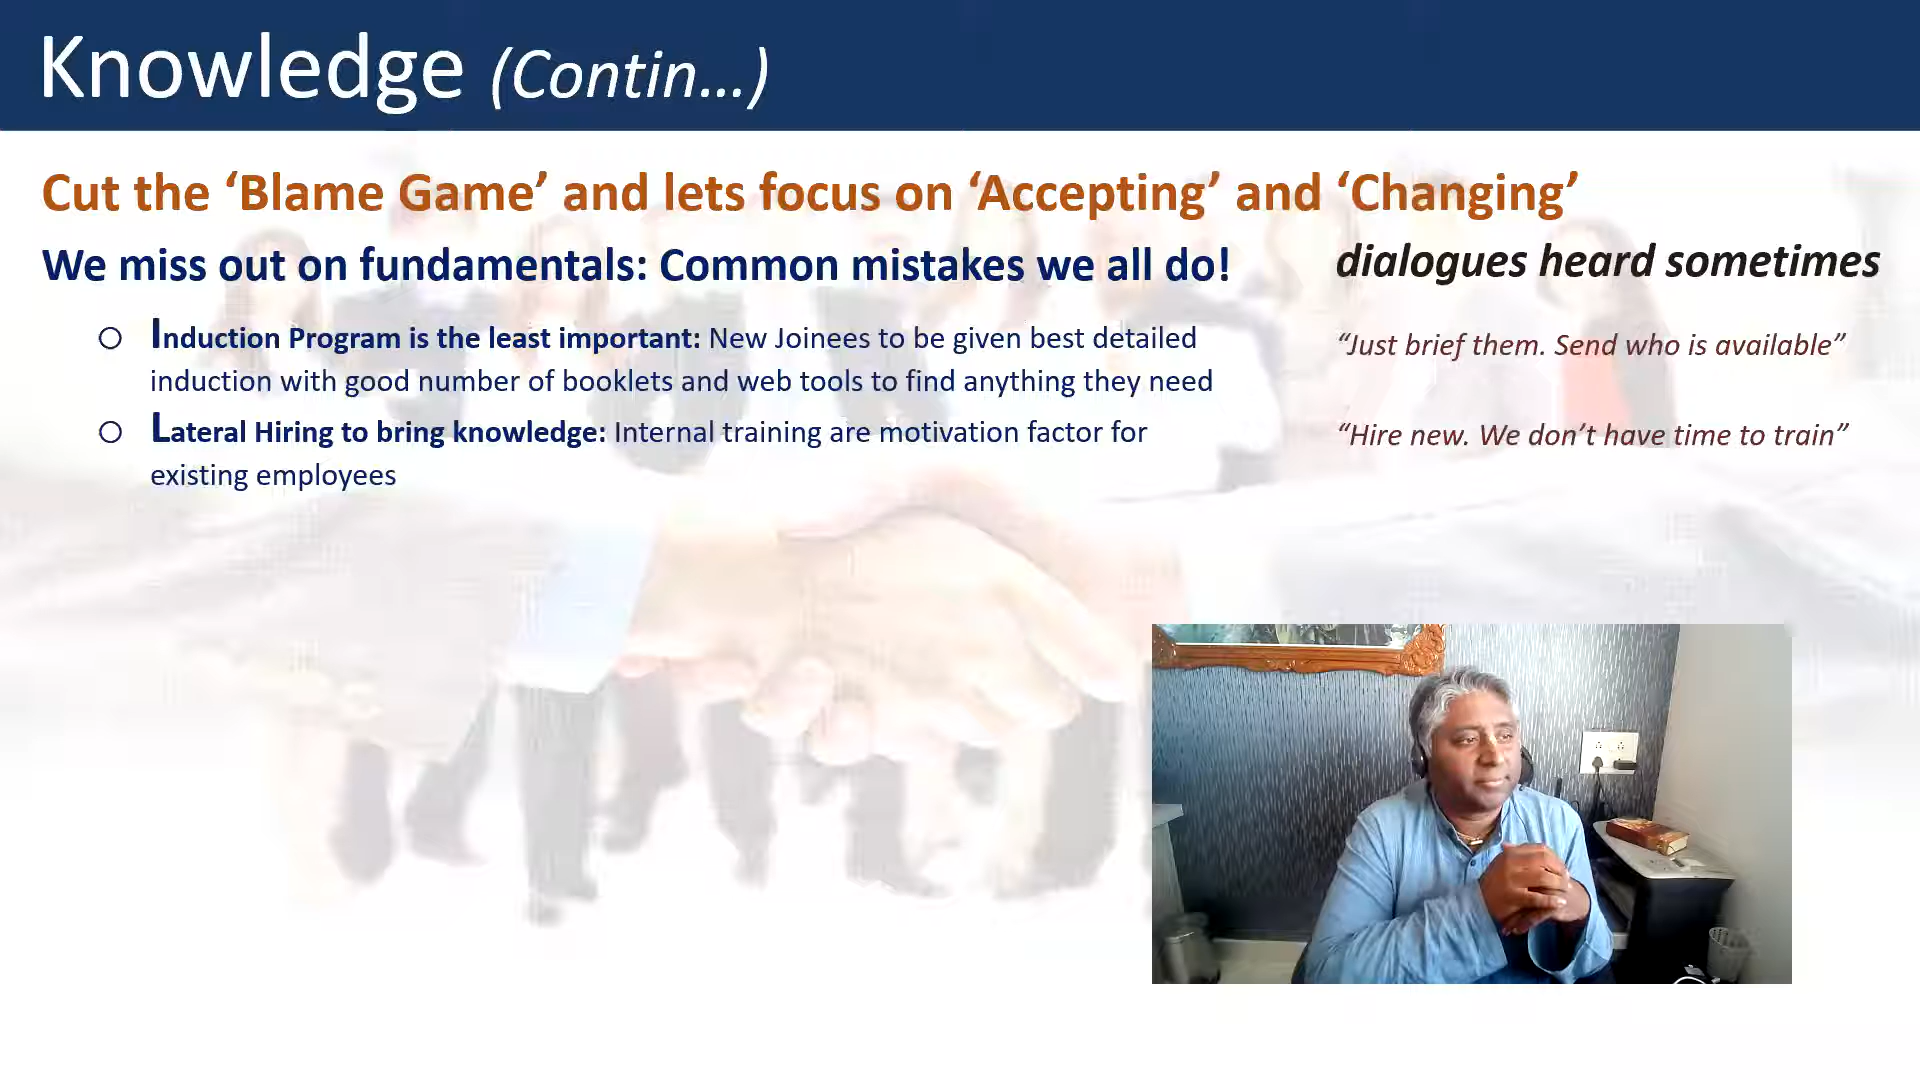 Knowledge (Contin...)
Cut the ‘Blame Game’ and lets focus on ‘Accepting’ and ‘Changing’
We miss out on fundamentals: Common mistakes we all do!
dialogues heard sometimes
○ Induction Program is the least important: New Joinees to be given best detailed
induction with good number of booklets and web tools to find anything they need
“Just brief them. Send who is available”
○ Lateral Hiring to bring knowledge: Internal training are motivation factor for
existing employees
“Hire new. We don’t have time to train”